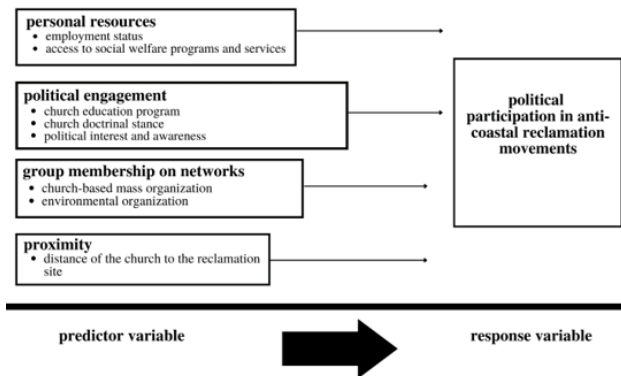 personal resources
• employment status
• access to social welfare programs and services
political engagement
• church education program
• church doctrinal stance
• political interest and awareness
group membership on networks
• church-based mass organization
• environmental organization
proximity
• distance of the church to the reclamation
site
political
participation in anti-
coastal reclamation
movements
predictor variable
response variable